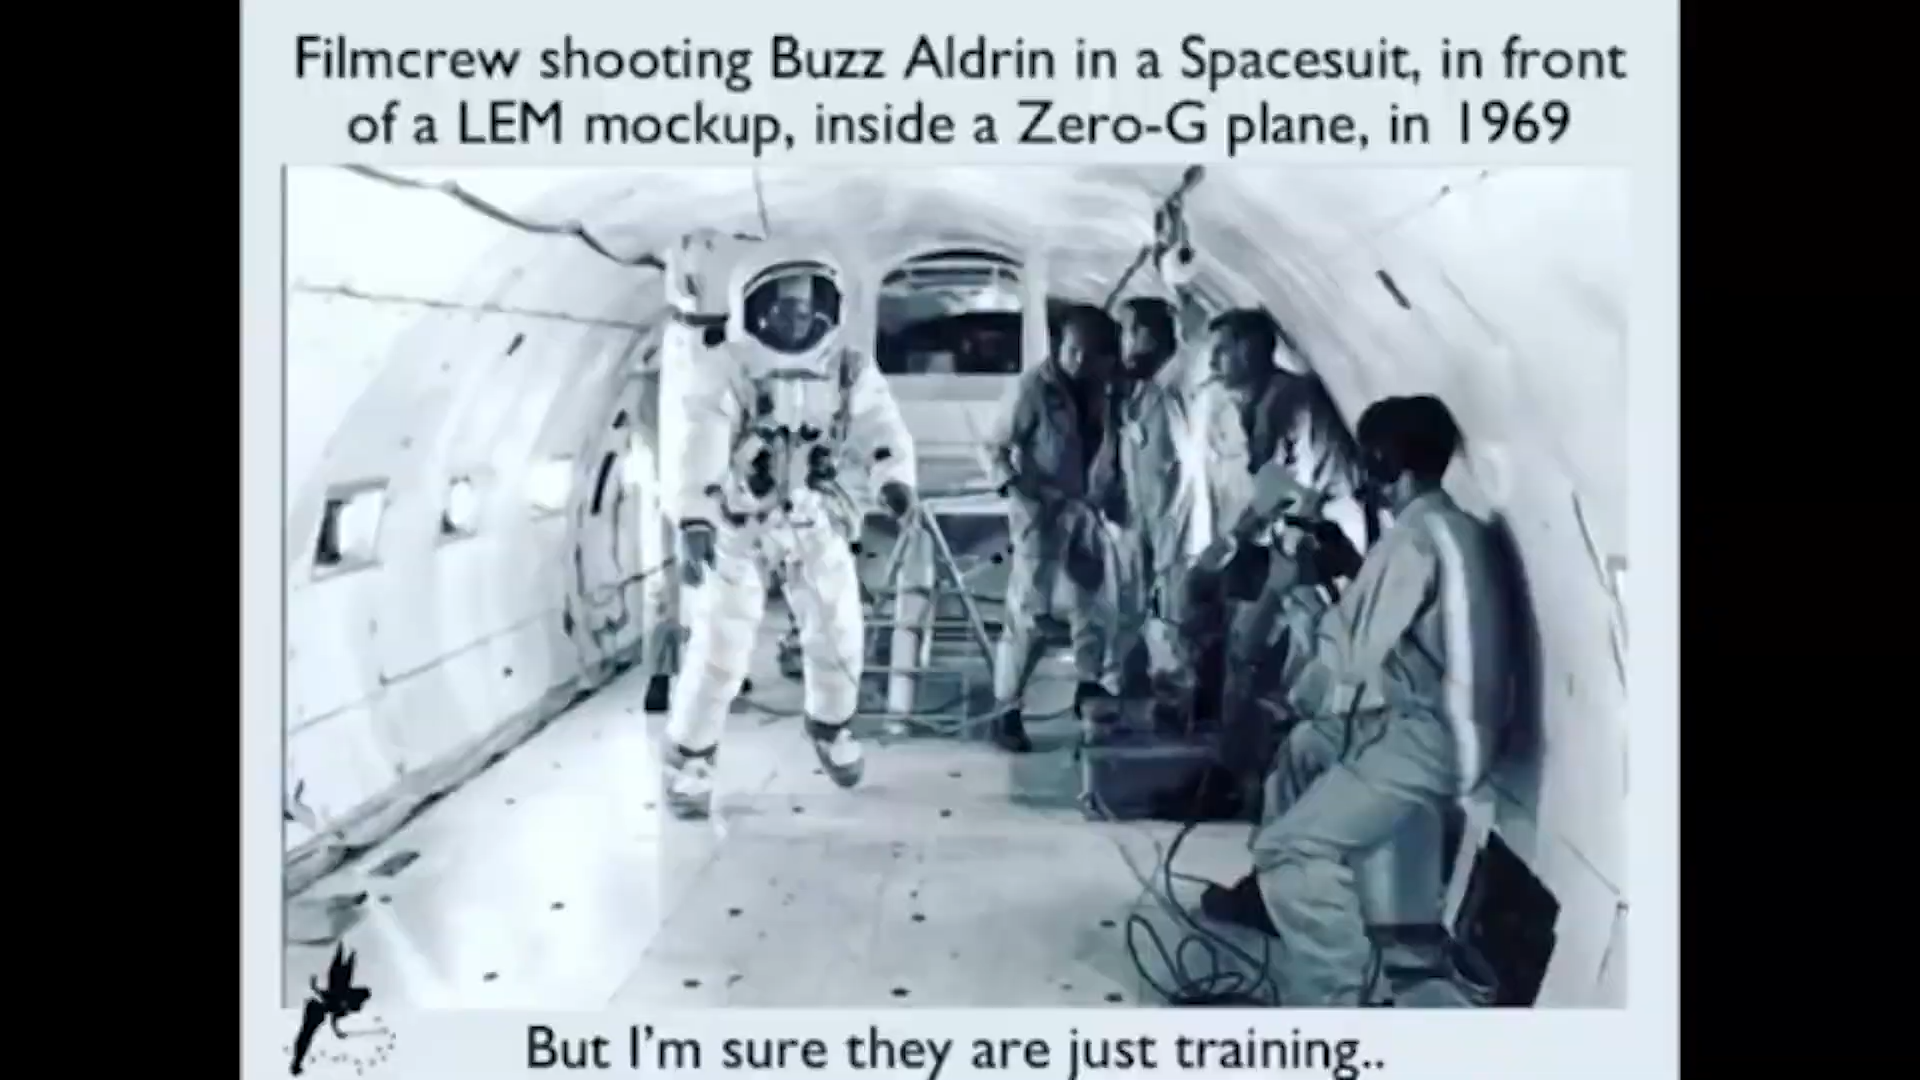 Filmcrew shooting Buzz Aldrin in a Spacesuit, in front
of a LEM mockup, inside a Zero-G plane, in 1969
But I'm sure they are just training..